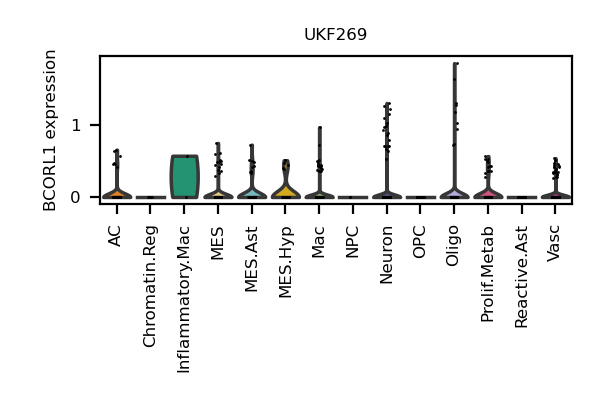 UKF269
BCORL1 expression
1
0
AC
Chromatin.Reg
Inflammatory.Mac
MES
MES.Ast
MES.Hyp
Mac
NPC
Neuron
OPC
Oligo
Prolif.Metab
Reactive.Ast
Vasc